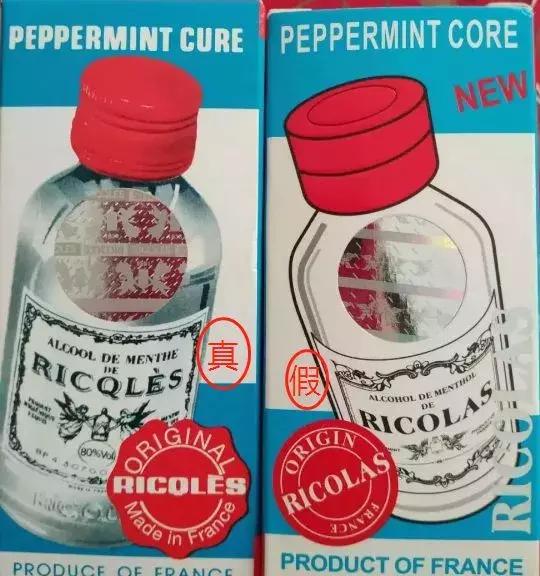 PEPPERMINT CURE
ALCOOL DE MENTHE
DE
RICQLÈS
80%Vol
ORIGINAL
RICQLÈS
Made in France
PRODUCE OF FRANCE
真
PEPPERMINT CORE
NEW
假
ALCOHOL DE MENTHOL
DE
RICOLAS
ORIGIN
RICOLAS
FRANCE
RICOLAS
PRODUCT OF FRANCE